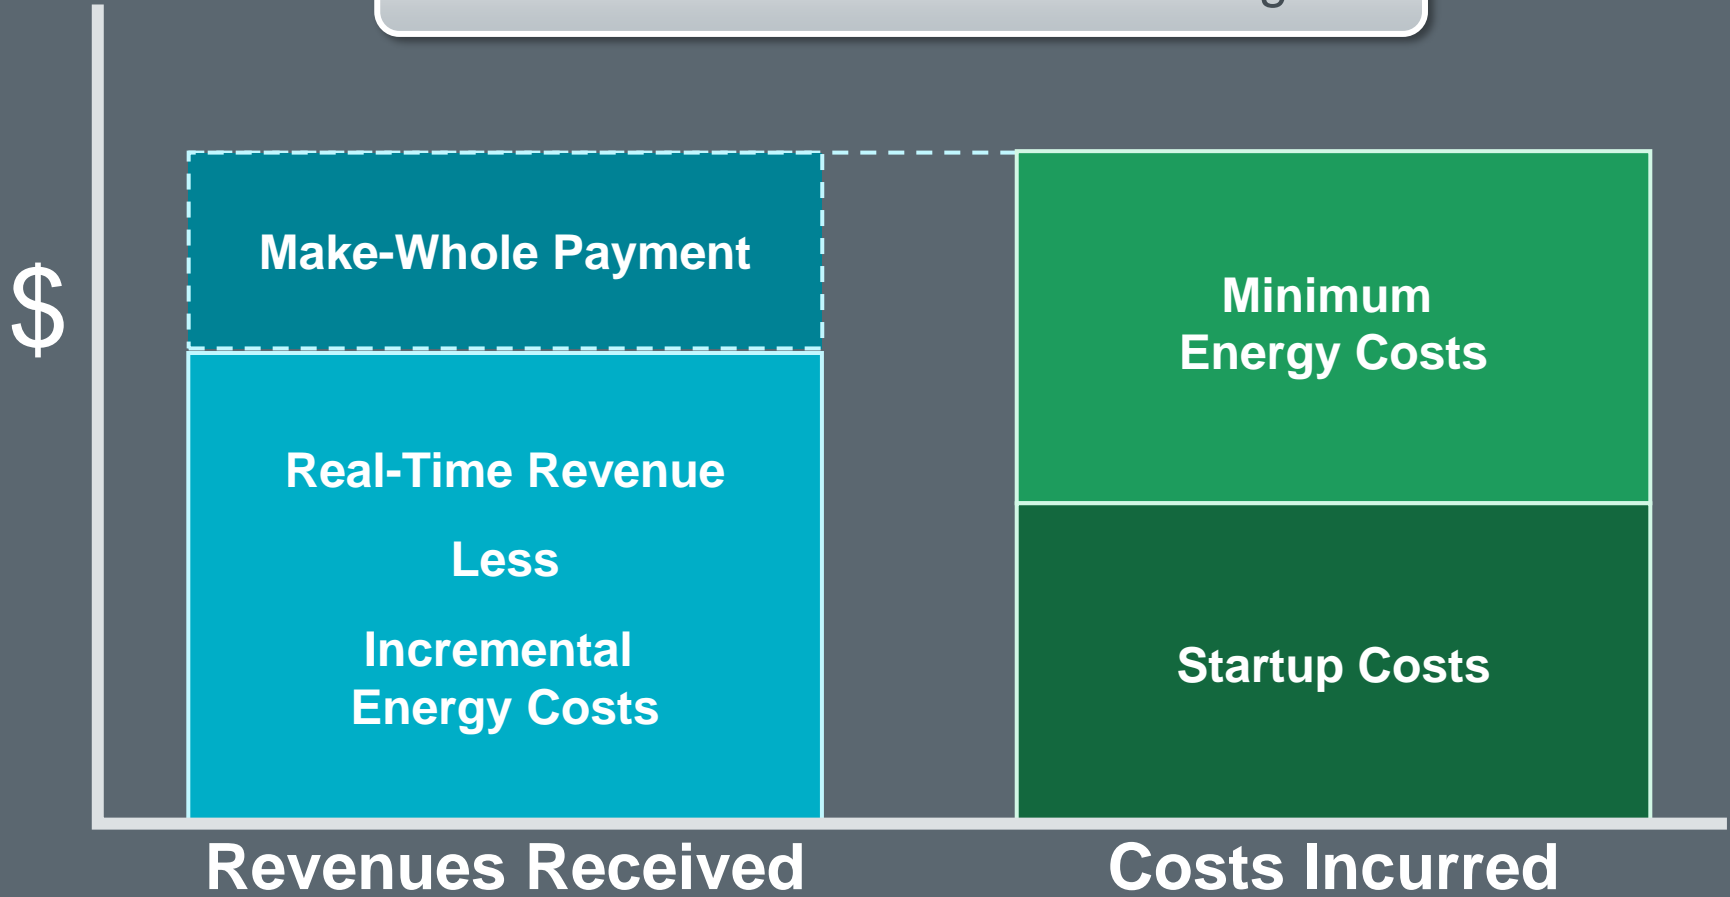 $
Make-Whole Payment
Real-Time Revenue
Less
Incremental
Energy Costs
Minimum
Energy Costs
Startup Costs
Revenues Received
Costs Incurred